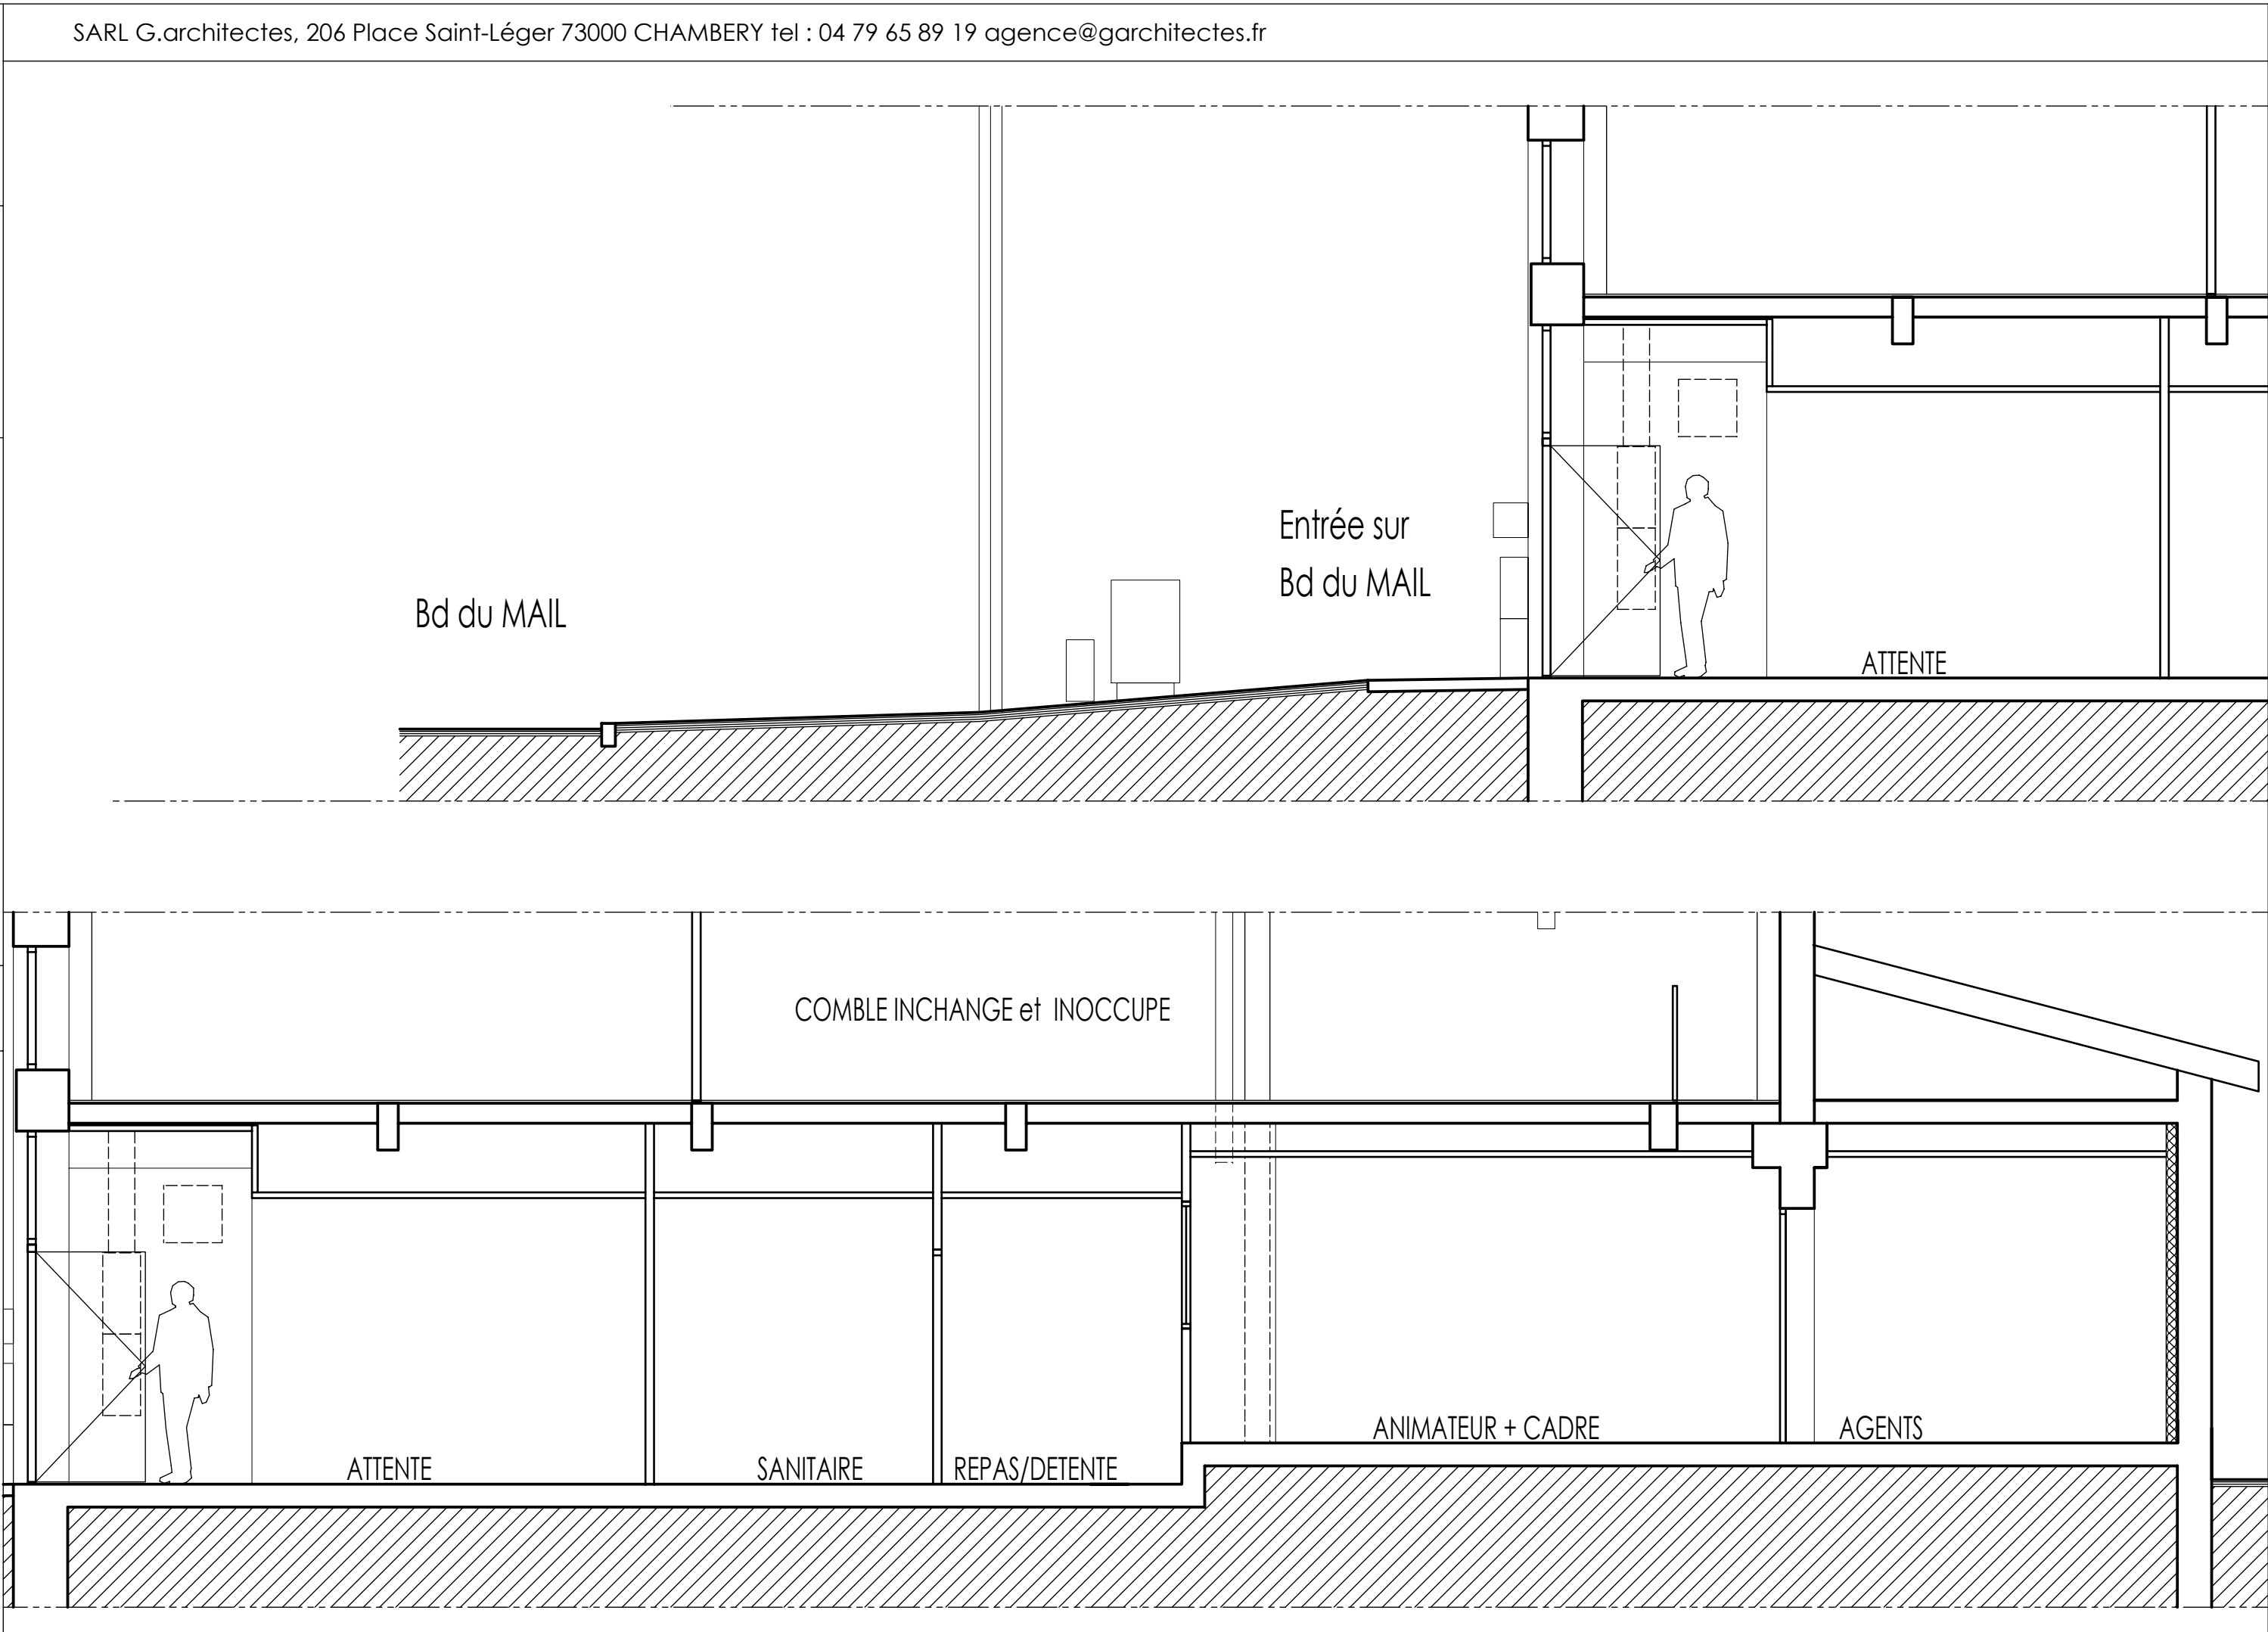 SARL G.architectes, 206 Place Saint-Léger 73000 CHAMBERY tel : 04 79 65 89 19 agence@garchitectes.fr
Entrée sur
Bd du MAIL
Bd du MAIL
ATTENTE
COMBLE INCHANGE et INOCCUPE
ANIMATEUR + CADRE
AGENTS
ATTENTE
SANITAIRE
REPAS/DETENTE